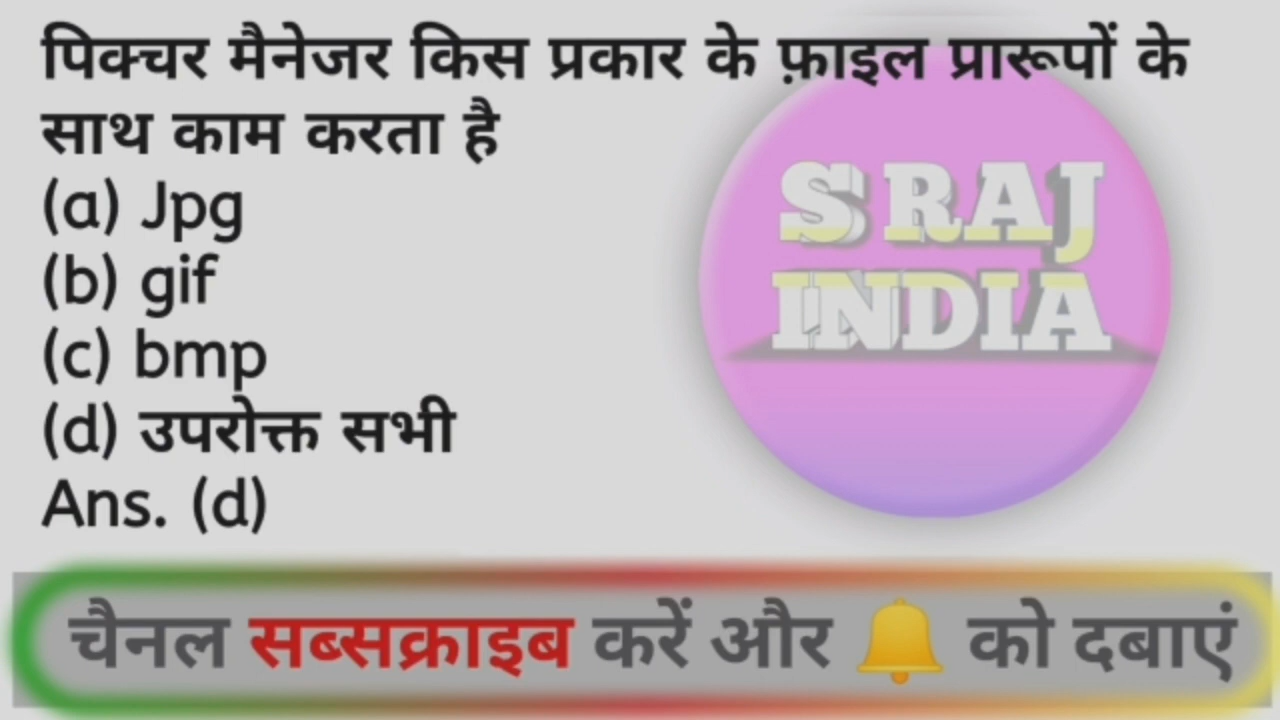 पिक्चर मैनेजर किस प्रकार के फ़ाइल प्रारूपों के
साथ काम करता है
(a) Jpg
(b) gif
(c) bmp
(d) उपरोक्त सभी
Ans. (d)
S RAJ
INDIA
चैनल सब्सक्राइब करें और 🔔 को दबाएं